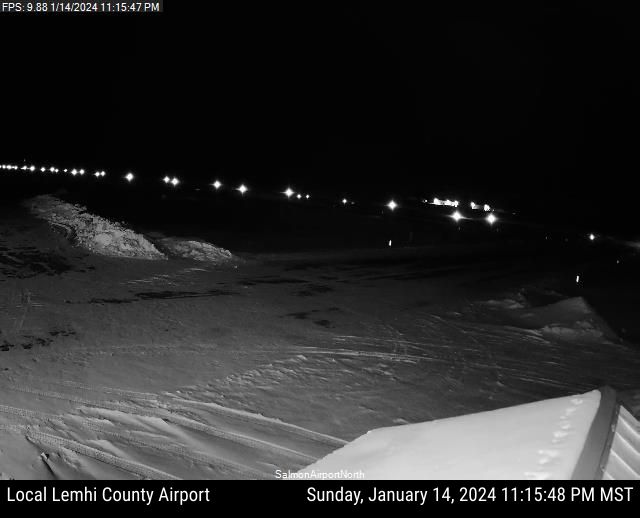 FPS: 9.88 1/14/2024 11:15:47 PM
SalmonAirportNorth
Local Lemhi County Airport Sunday, January 14, 2024 11:15:48 PM MST